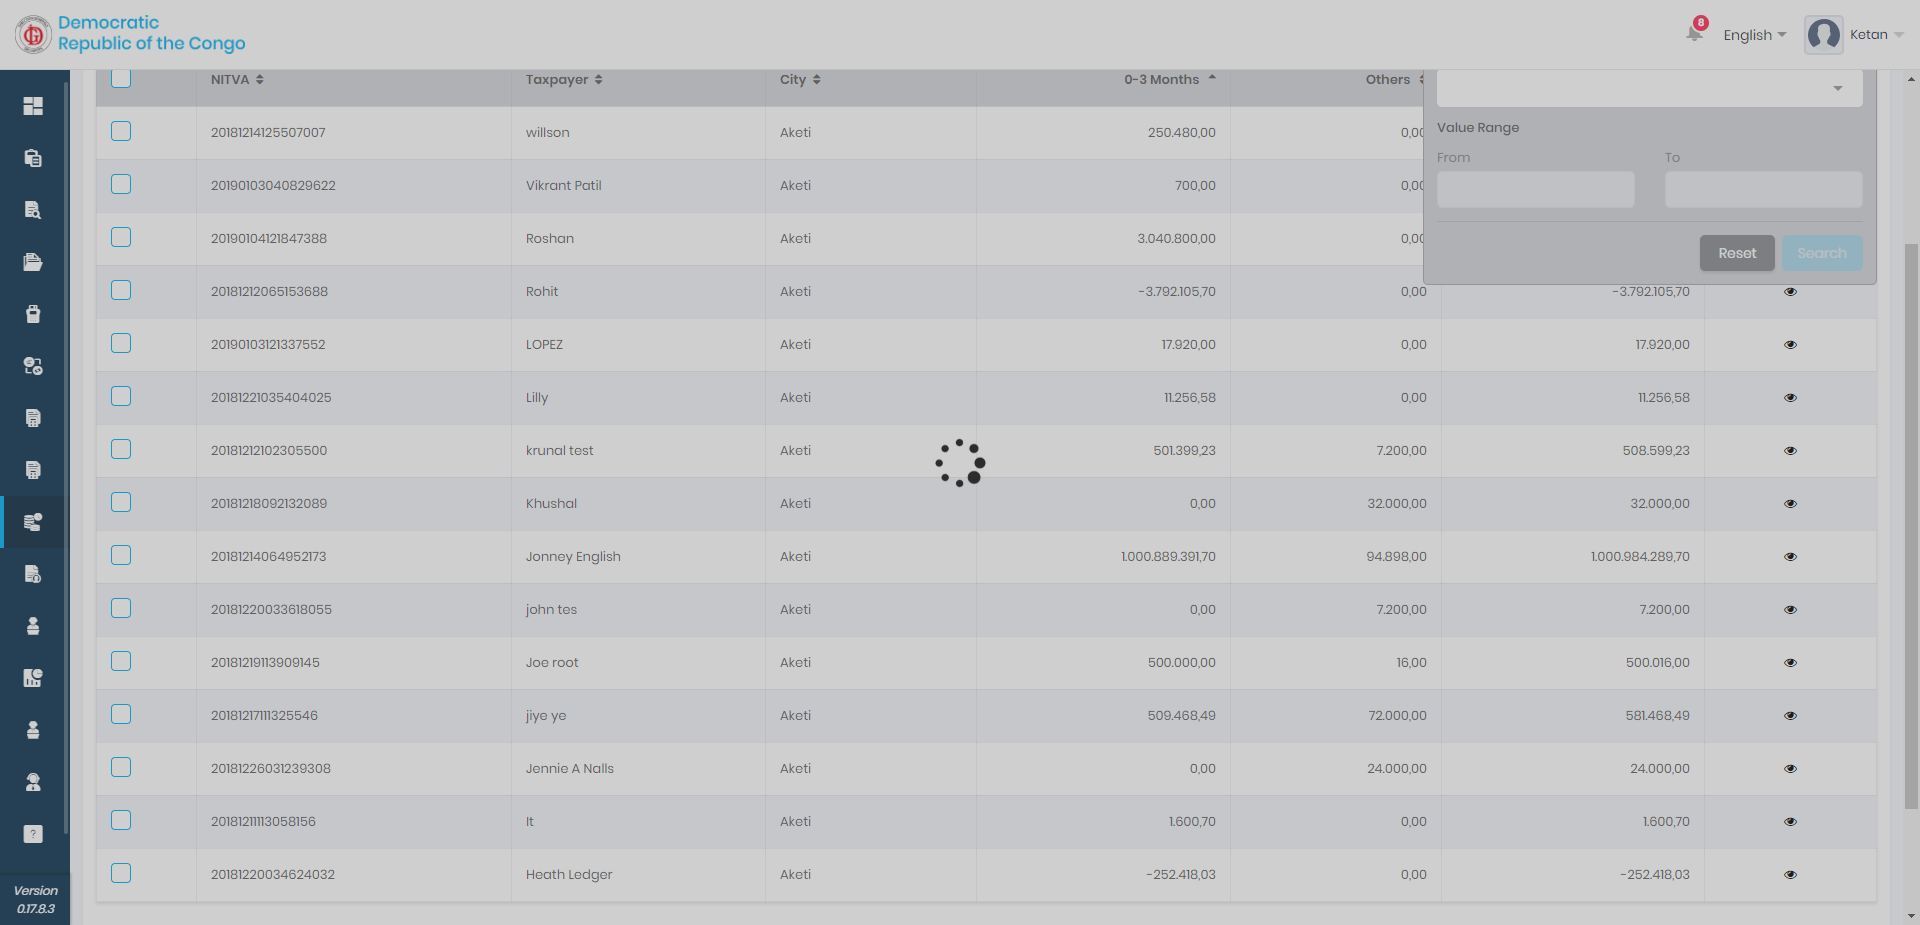 Democratic
Republic of the Congo
8
English
Ketan
NITVA Taxpayer City 0-3 Months Others
20181214125507007 willson Aketi 250.480,00 0,00
20190103040829622 Vikrant Patil Aketi 700,00 0,00
20190104121847388 Roshan Aketi 3.040.800,00 0,00
20181212065153688 Rohit Aketi -3.792.105,70 0,00 -3.792.105,70
20190103121337552 LOPEZ Aketi 17.920,00 0,00 17.920,00
20181221035404025 Lilly Aketi 11.256,58 0,00 11.256,58
20181212102305500 krunal test Aketi 501.399,23 7.200,00 508.599,23
20181218092132089 Khushal Aketi 0,00 32.000,00 32.000,00
20181214064952173 Jonney English Aketi 1.000.889.391,70 94.898,00 1.000.984.289,70
20181220033618055 john tes Aketi 0,00 7.200,00 7.200,00
20181219113909145 Joe root Aketi 500.000,00 16,00 500.016,00
20181217111325546 jiye ye Aketi 509.468,49 72.000,00 581.468,49
20181226031239308 Jennie A Nalls Aketi 0,00 24.000,00 24.000,00
20181211113058156 It Aketi 1.600,70 0,00 1.600,70
20181220034624032 Heath Ledger Aketi -252.418,03 0,00 -252.418,03
Value Range
From To
Reset Search
?
Version
0.17.8.3